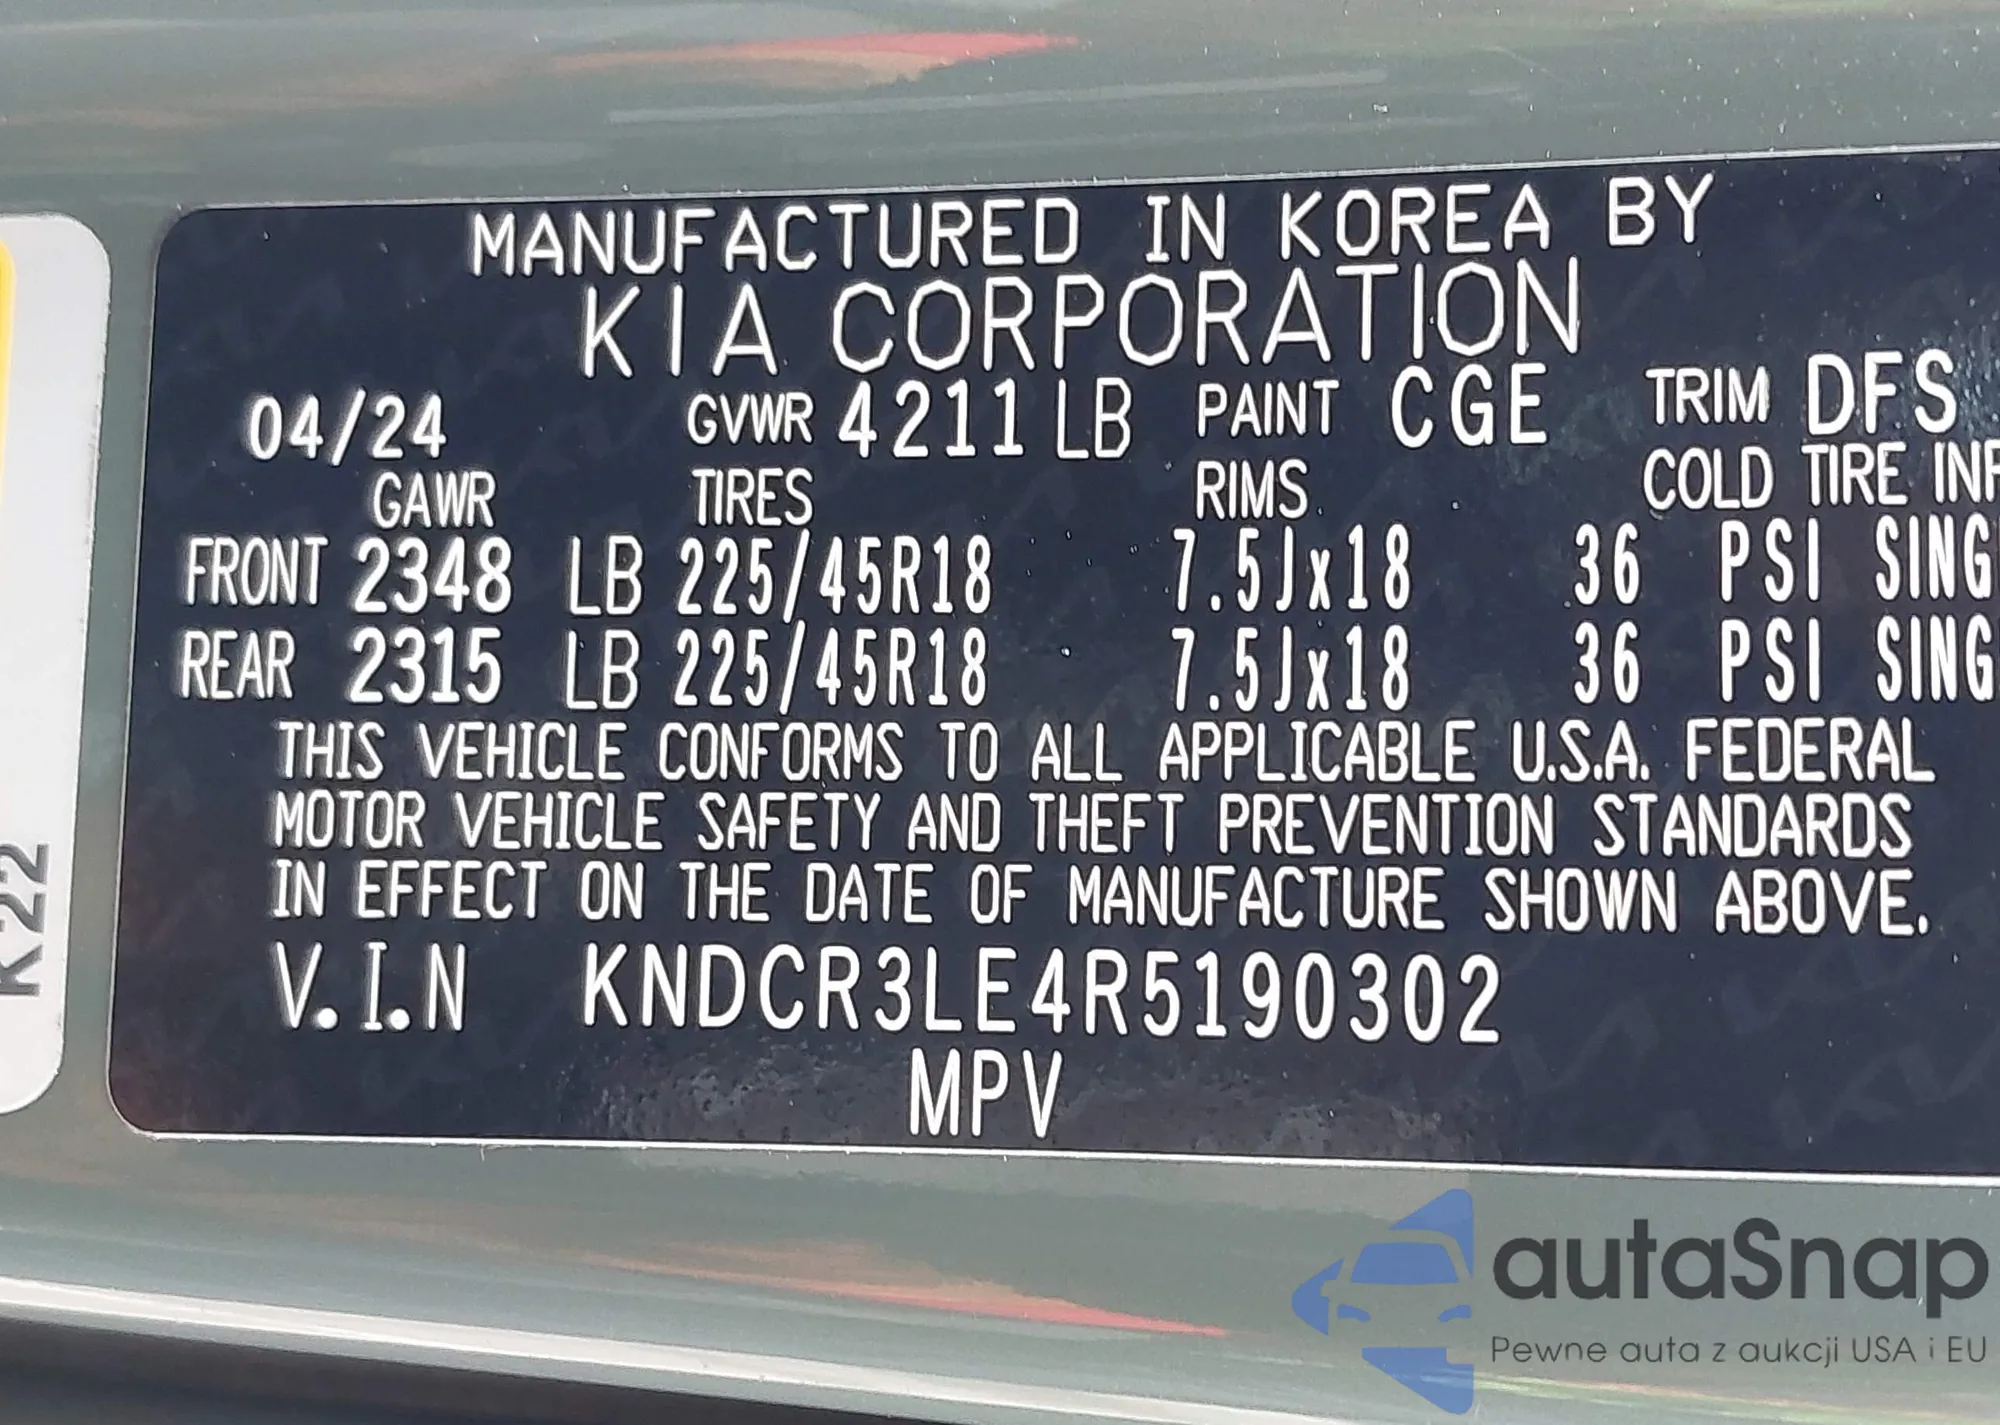 MANUFACTURED IN KOREA BY
KIA CORPORATION
04/24 GVWR 4211 LB PAINT CGE TRIM DFS
GAWR TIRES RIMS COLD TIRE INF
FRONT 2348 LB 225/45R18 7.5Jx18 36 PSI SING
REAR 2315 LB 225/45R18 7.5Jx18 36 PSI SING
THIS VEHICLE CONFORMS TO ALL APPLICABLE U.S.A. FEDERAL
MOTOR VEHICLE SAFETY AND THEFT PREVENTION STANDARDS
IN EFFECT ON THE DATE OF MANUFACTURE SHOWN ABOVE.
V.I.N KNDCR3LE4R5190302
MPV
K22
autaSnap
Pewne auta z aukcji USA i EU